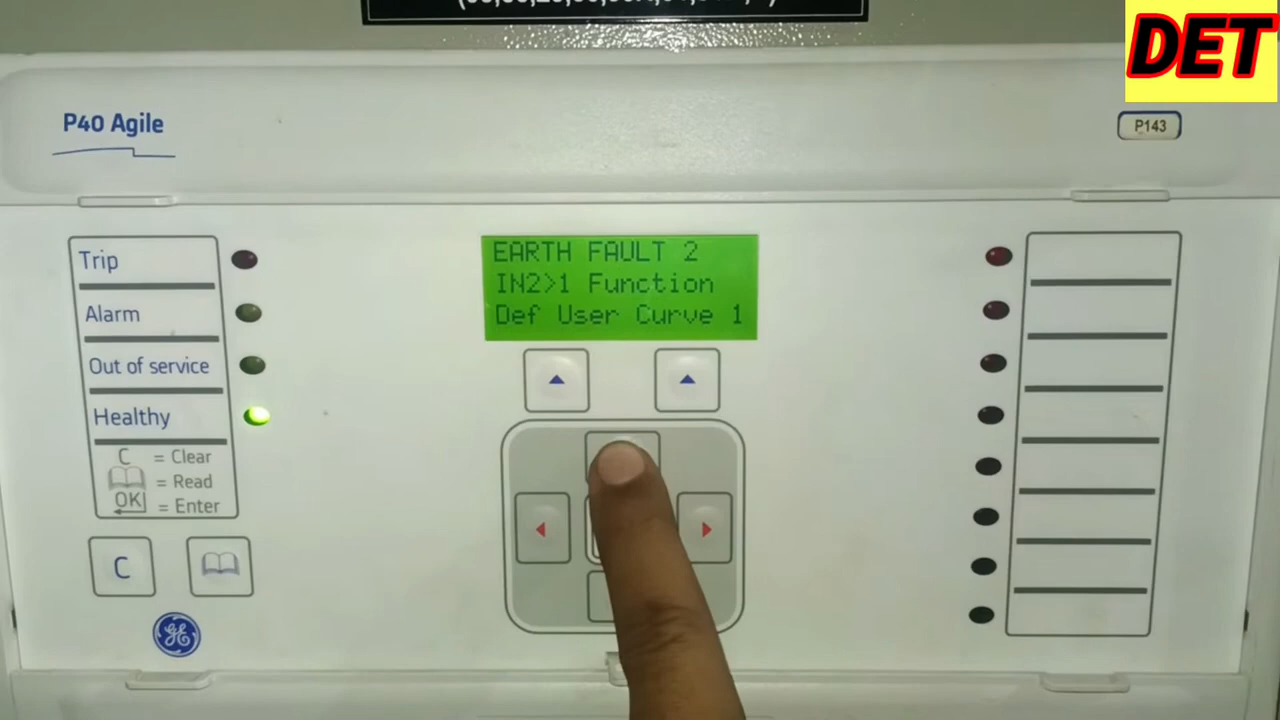 DET
P40 Agile
P143
Trip
Alarm
Out of service
Healthy
C = Clear
= Read
OK = Enter
EARTH FAULT 2
IN2>1 Function
Def User Curve 1
C
GE